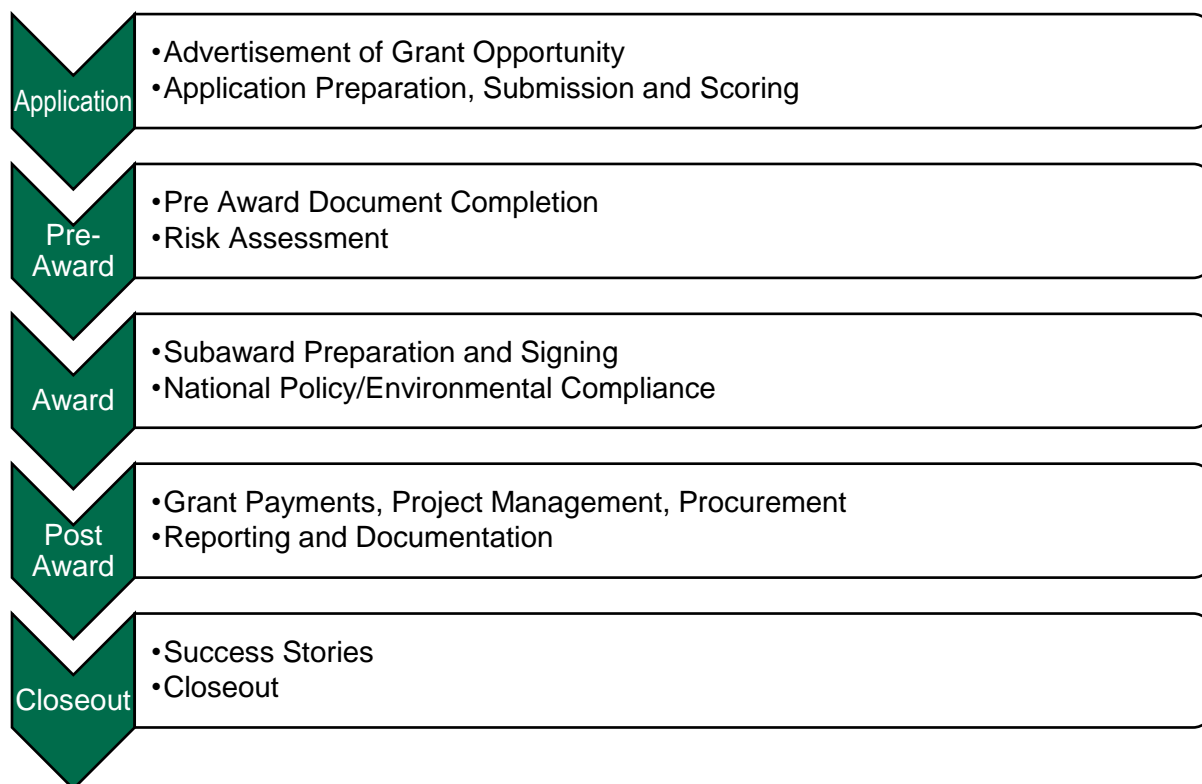 Application
•Advertisement of Grant Opportunity
•Application Preparation, Submission and Scoring
Pre-
Award
•Pre Award Document Completion
•Risk Assessment
Award
•Subaward Preparation and Signing
•National Policy/Environmental Compliance
Post
Award
•Grant Payments, Project Management, Procurement
•Reporting and Documentation
Closeout
•Success Stories
•Closeout